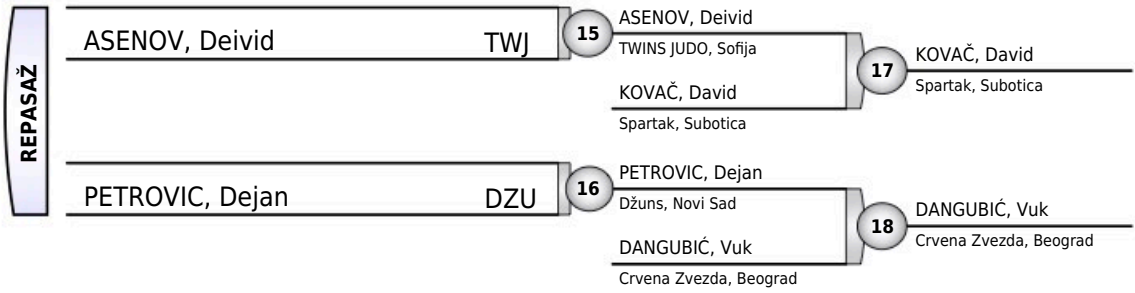 REPASAŽ
ASENOV, Deivid TWJ
15
ASENOV, Deivid
TWINS JUDO, Sofija
KOVAČ, David
Spartak, Subotica
17
KOVAČ, David
Spartak, Subotica
PETROVIC, Dejan DZU
16
PETROVIC, Dejan
Džuns, Novi Sad
DANGUBIĆ, Vuk
Crvena Zvezda, Beograd
18
DANGUBIĆ, Vuk
Crvena Zvezda, Beograd